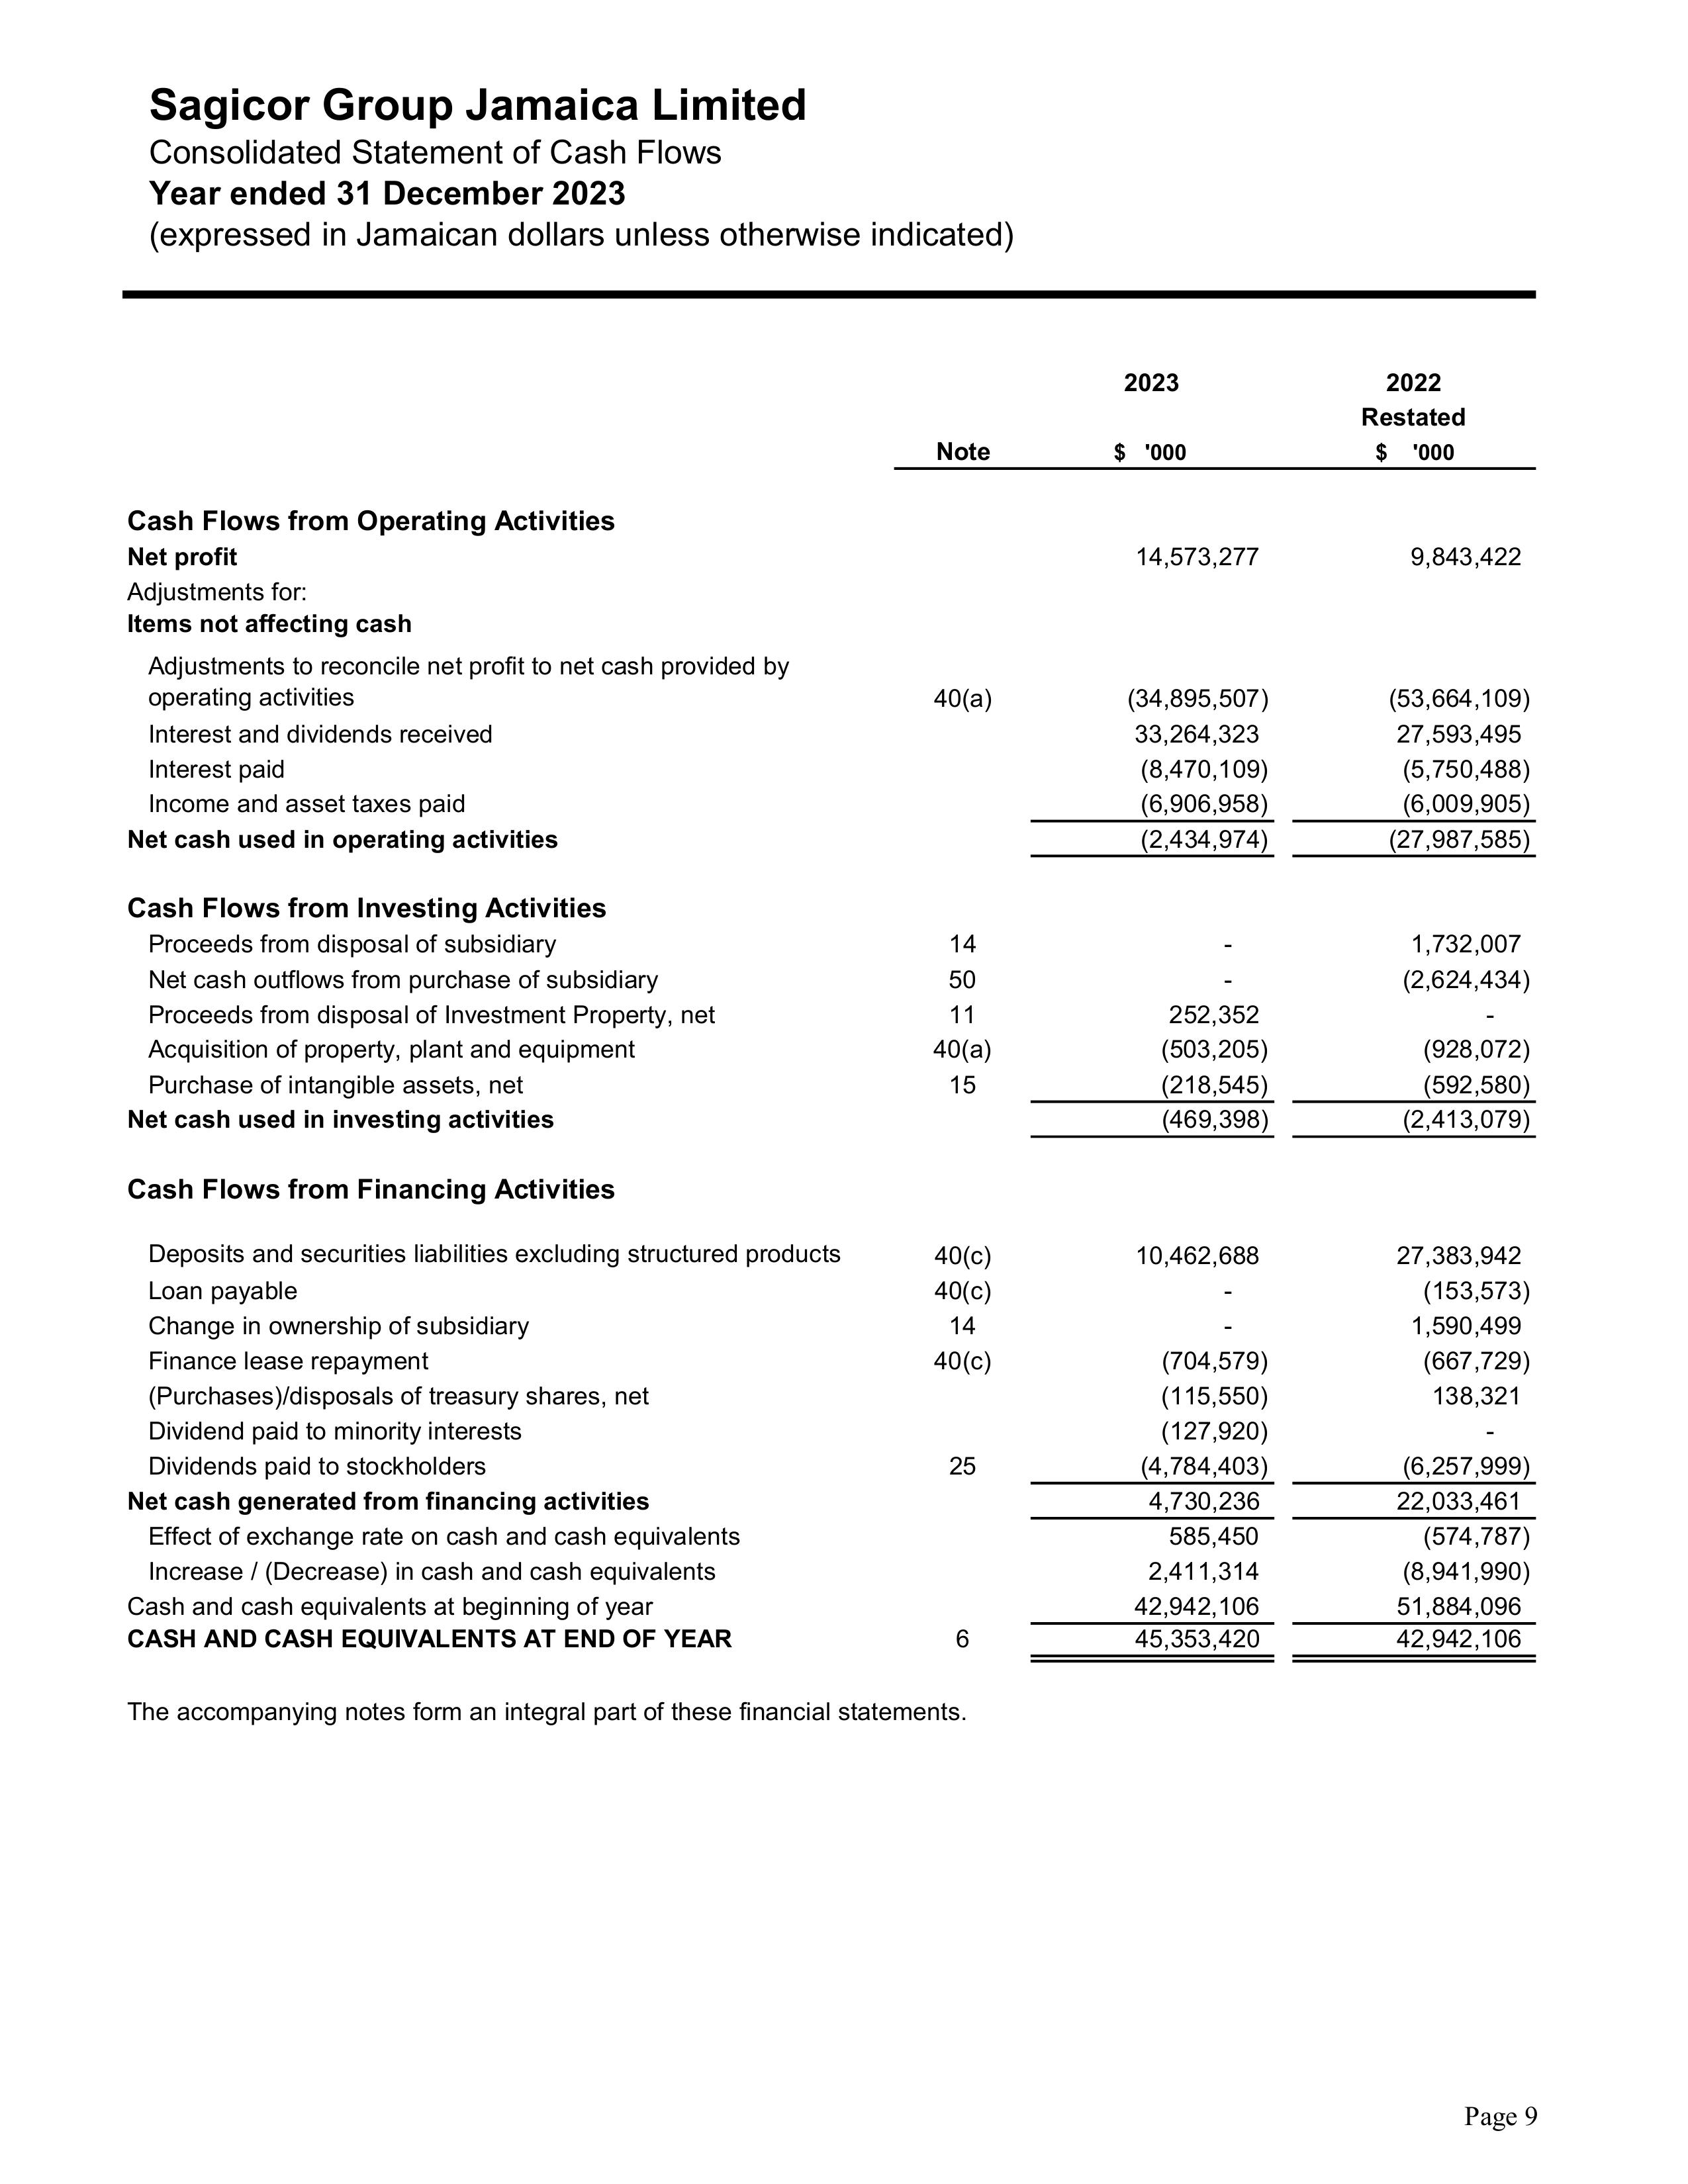 Sagicor Group Jamaica Limited
Consolidated Statement of Cash Flows
Year ended 31 December 2023
(expressed in Jamaican dollars unless otherwise indicated)
2023 2022
Restated
Note $ '000 $ '000
Cash Flows from Operating Activities
Net profit 14,573,277 9,843,422
Adjustments for:
Items not affecting cash
Adjustments to reconcile net profit to net cash provided by
operating activities 40(a) (34,895,507) (53,664,109)
Interest and dividends received 33,264,323 27,593,495
Interest paid (8,470,109) (5,750,488)
Income and asset taxes paid (6,906,958) (6,009,905)
Net cash used in operating activities (2,434,974) (27,987,585)
Cash Flows from Investing Activities
Proceeds from disposal of subsidiary 14 - 1,732,007
Net cash outflows from purchase of subsidiary 50 - (2,624,434)
Proceeds from disposal of Investment Property, net 11 252,352 -
Acquisition of property, plant and equipment 40(a) (503,205) (928,072)
Purchase of intangible assets, net 15 (218,545) (592,580)
Net cash used in investing activities (469,398) (2,413,079)
Cash Flows from Financing Activities
Deposits and securities liabilities excluding structured products 40(c) 10,462,688 27,383,942
Loan payable 40(c) - (153,573)
Change in ownership of subsidiary 14 - 1,590,499
Finance lease repayment 40(c) (704,579) (667,729)
(Purchases)/disposals of treasury shares, net (115,550) 138,321
Dividend paid to minority interests (127,920) -
Dividends paid to stockholders 25 (4,784,403) (6,257,999)
Net cash generated from financing activities 4,730,236 22,033,461
Effect of exchange rate on cash and cash equivalents 585,450 (574,787)
Increase / (Decrease) in cash and cash equivalents 2,411,314 (8,941,990)
Cash and cash equivalents at beginning of year 42,942,106 51,884,096
CASH AND CASH EQUIVALENTS AT END OF YEAR 6 45,353,420 42,942,106
The accompanying notes form an integral part of these financial statements.
Page 9